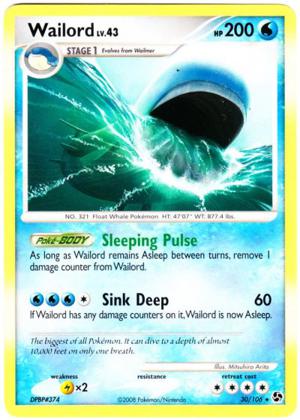 Wailord LV.43 HP 200
STAGE 1 Evolves from Wailmer
NO. 321 Float Whale Pokémon HT: 47'07" WT: 877.4 lbs.
Poké-BODY Sleeping Pulse
As long as Wailord remains Asleep between turns, remove 1
damage counter from Wailord.
Sink Deep 60
If Wailord has any damage counters on it, Wailord is now Asleep.
The biggest of all Pokémon. It can dive to a depth of almost
10,000 feet on only one breath.
weakness resistance retreat cost
×2
Illus. Mitsuhiro Arita
DPBP#374 ©2008 Pokémon/Nintendo 30/106